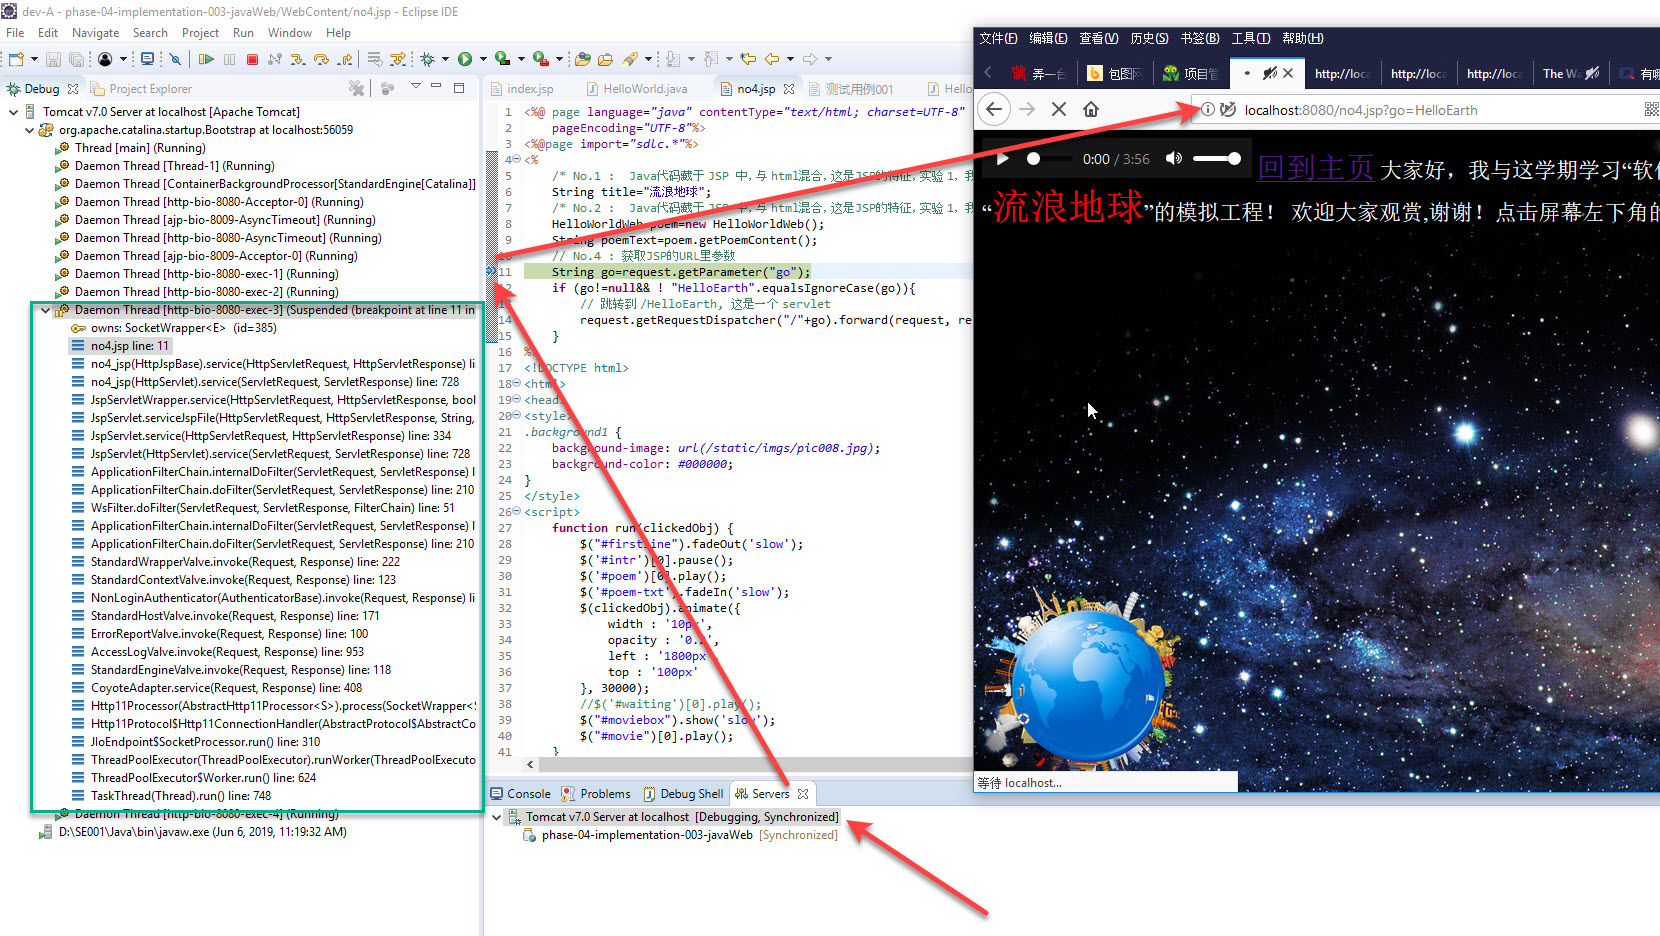 dev-A - phase-04-implementation-003-javaWeb/WebContent/no4.jsp - Eclipse IDE
File Edit Navigate Search Project Run Window Help
Debug Project Explorer
Tomcat v7.0 Server at localhost [Apache Tomcat]
org.apache.catalina.startup.Bootstrap at localhost:56059
Thread [main] (Running)
Daemon Thread [Thread-1] (Running)
Daemon Thread [ContainerBackgroundProcessor[StandardEngine[Catalina]]
Daemon Thread [http-bio-8080-Acceptor-0] (Running)
Daemon Thread [ajp-bio-8009-AsyncTimeout] (Running)
Daemon Thread [http-bio-8080-AsyncTimeout] (Running)
Daemon Thread [ajp-bio-8009-Acceptor-0] (Running)
Daemon Thread [http-bio-8080-exec-1] (Running)
Daemon Thread [http-bio-8080-exec-2] (Running)
Daemon Thread [http-bio-8080-exec-3] (Suspended (breakpoint at line 11 in
owns: SocketWrapper<E> (id=385)
no4.jsp line: 11
no4_jsp(HttpJspBase).service(HttpServletRequest, HttpServletResponse) li
no4_jsp(HttpServlet).service(ServletRequest, ServletResponse) line: 728
JspServletWrapper.service(HttpServletRequest, HttpServletResponse, bool
JspServlet.serviceJspFile(HttpServletRequest, HttpServletResponse, String,
JspServlet.service(HttpServletRequest, HttpServletResponse) line: 334
JspServlet(HttpServlet).service(ServletRequest, ServletResponse) line: 728
ApplicationFilterChain.internalDoFilter(ServletRequest, ServletResponse) l
ApplicationFilterChain.doFilter(ServletRequest, ServletResponse) line: 210
WsFilter.doFilter(ServletRequest, ServletResponse, FilterChain) line: 51
ApplicationFilterChain.internalDoFilter(ServletRequest, ServletResponse) l
ApplicationFilterChain.doFilter(ServletRequest, ServletResponse) line: 210
StandardWrapperValve.invoke(Request, Response) line: 222
StandardContextValve.invoke(Request, Response) line: 123
NonLoginAuthenticator(AuthenticatorBase).invoke(Request, Response) li
StandardHostValve.invoke(Request, Response) line: 171
ErrorReportValve.invoke(Request, Response) line: 100
AccessLogValve.invoke(Request, Response) line: 953
StandardEngineValve.invoke(Request, Response) line: 118
CoyoteAdapter.service(Request, Response) line: 408
Http11Processor(AbstractHttp11Processor<S>).process(SocketWrapper<S
Http11Protocol$Http11ConnectionHandler(AbstractProtocol$AbstractCo
JIoEndpoint$SocketProcessor.run() line: 310
ThreadPoolExecutor(ThreadPoolExecutor).runWorker(ThreadPoolExecuto
ThreadPoolExecutor$Worker.run() line: 624
TaskThread(Thread).run() line: 748
Daemon Thread [http-bio-8080-exec-4] (Running)
D:\SE001\Java\bin\javaw.exe (Jun 6, 2019, 11:19:32 AM)
index.jsp HelloWorld.java no4.jsp 测试用例001 Hello
1 <%@ page language="java" contentType="text/html; charset=UTF-8"
2 pageEncoding="UTF-8"%>
3 <%@page import="sdlc.*"%>
4 <%
5 /* No.1 : Java代码藏于 JSP 中,与 html混合,这是JSP的特征,实验 1，我
6 String title="流浪地球";
7 /* No.2 : Java代码藏于 JSP 中,与 html混合,这是JSP的特征,实验 1，我
8 HelloWorldWeb poem=new HelloWorldWeb();
9 String poemText=poem.getPoemContent();
10 // No.4 : 获取JSP的URL里参数
11 String go=request.getParameter("go");
12 if (go!=null&& ! "HelloEarth".equalsIgnoreCase(go)){
13 // 跳转到 /HelloEarth, 这是一个 servlet
14 request.getRequestDispatcher("/"+go).forward(request, re
15 }
16 %
17 <!DOCTYPE html>
18 <html>
19 <head
20 <style
21 .background1 {
22 background-image: url(/static/imgs/pic008.jpg);
23 background-color: #000000;
24 }
25 </style>
26 <script>
27 function run(clickedObj) {
28 $("#firstline").fadeOut('slow');
29 $('#intr')[0].pause();
30 $('#poem')[0].play();
31 $('#poem-txt').fadeIn('slow');
32 $(clickedObj).animate({
33 width : '10px',
34 opacity : '0. ',
35 left : '1800px
36 top : '100px'
37 }, 30000);
38 //$('#waiting')[0].play();
39 $("#moviebox").show('slow');
40 $("#movie")[0].play();
41 }
Console Problems Debug Shell Servers
Tomcat v7.0 Server at localhost [Debugging, Synchronized]
phase-04-implementation-003-javaWeb [Synchronized]
文件(F) 编辑(E) 查看(V) 历史(S) 书签(B) 工具(T) 帮助(H)
弄一台 包图网 项目管 http://loca http://loca http://loca The Wa 有哪
localhost:8080/no4.jsp?go=HelloEarth
0:00 / 3:56 回到主页 大家好，我与这学期学习“软件
“流浪地球”的模拟工程！ 欢迎大家观赏,谢谢！点击屏幕左下角的
等待 localhost...